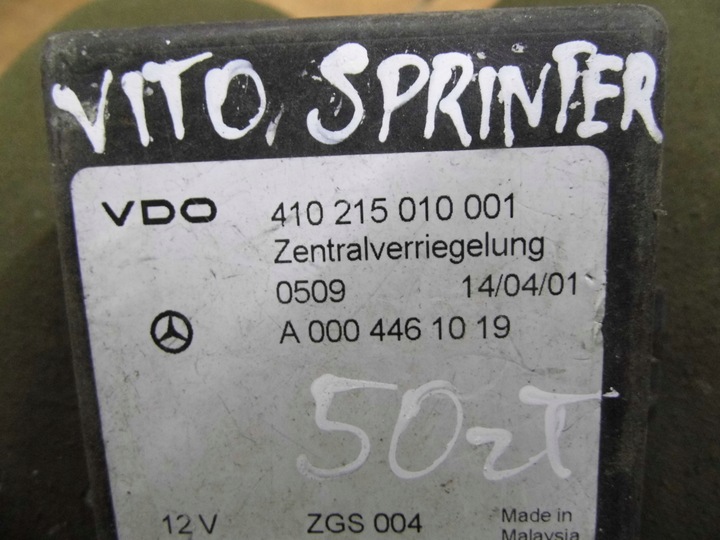 VITO, SPRINTER
VDO 410 215 010 001
Zentralverriegelung
0509 14/04/01
A 000 446 10 19
50zł
12 V ZGS 004 Made in
Malaysia